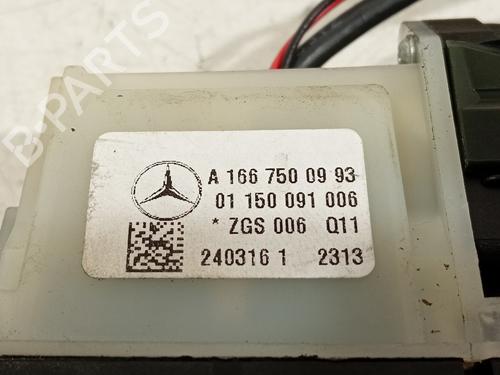 B-PARTS
A 166 750 09 93
01 150 091 006
* ZGS 006 Q11
240316 1 2313